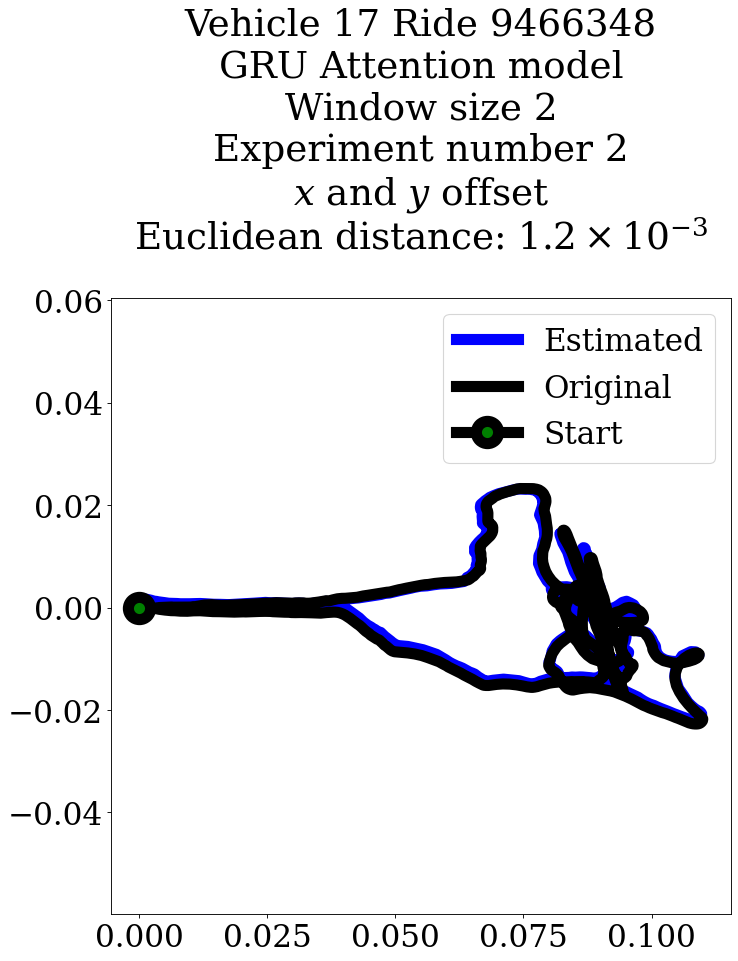 Vehicle 17 Ride 9466348
GRU Attention model
Window size 2
Experiment number 2
x and y offset
Euclidean distance: 1.2 × 10⁻³
0.06
0.04
0.02
0.00
−0.02
−0.04
Estimated
Original
Start
0.000 0.025 0.050 0.075 0.100